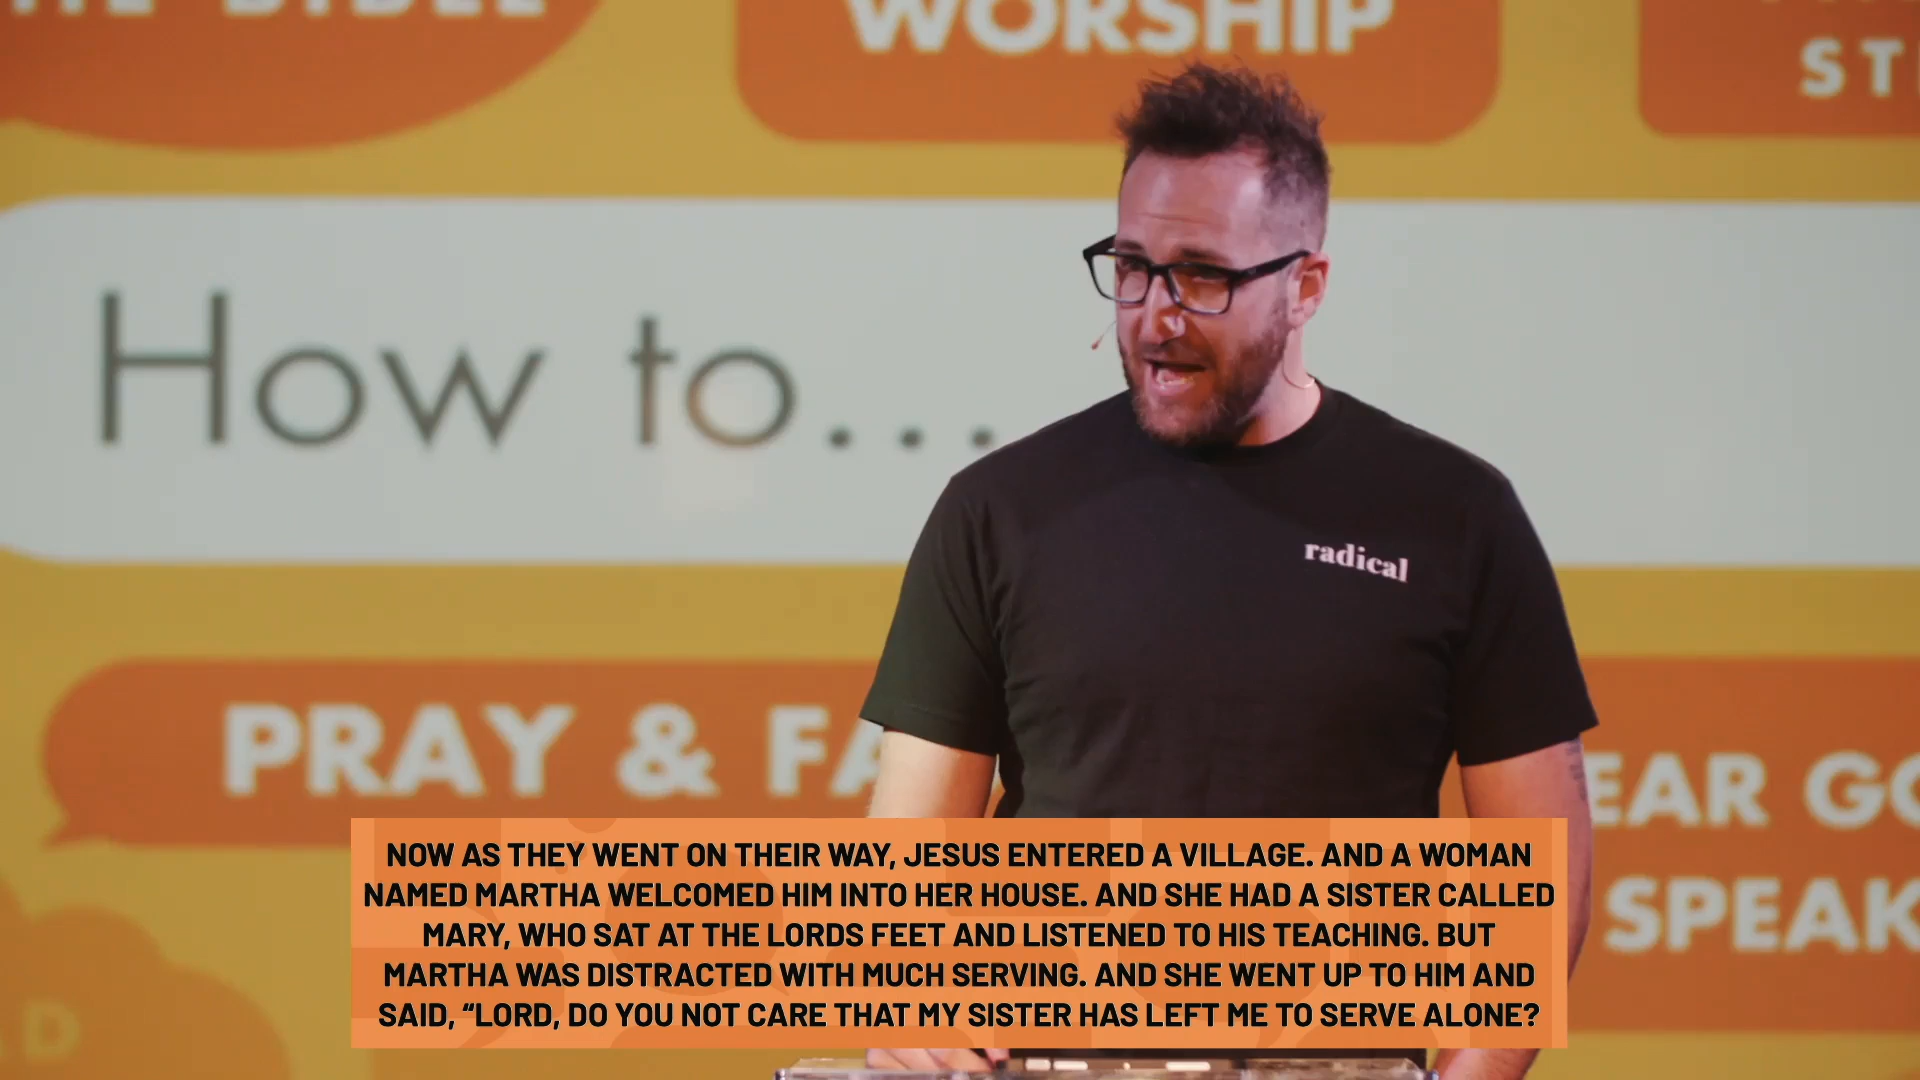 BIBLE
WORSHIP
How to...
radical
PRAY &
SPEAK
NOW AS THEY WENT ON THEIR WAY, JESUS ENTERED A VILLAGE. AND A WOMAN
NAMED MARTHA WELCOMED HIM INTO HER HOUSE. AND SHE HAD A SISTER CALLED
MARY, WHO SAT AT THE LORDS FEET AND LISTENED TO HIS TEACHING. BUT
MARTHA WAS DISTRACTED WITH MUCH SERVING. AND SHE WENT UP TO HIM AND
SAID, “LORD, DO YOU NOT CARE THAT MY SISTER HAS LEFT ME TO SERVE ALONE?